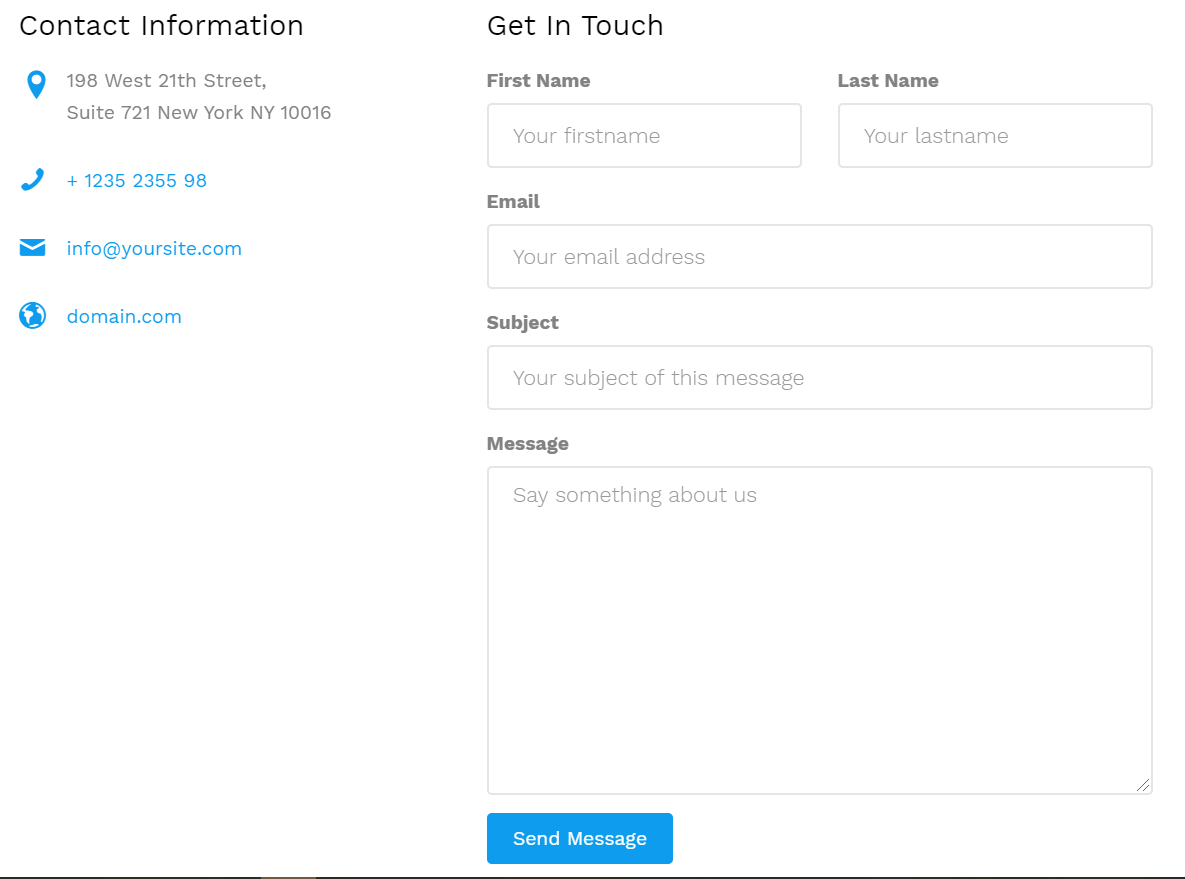 Contact Information
198 West 21th Street,
Suite 721 New York NY 10016
+ 1235 2355 98
info@yoursite.com
domain.com
Get In Touch
First Name
Last Name
Your firstname
Your lastname
Email
Your email address
Subject
Your subject of this message
Message
Say something about us
Send Message